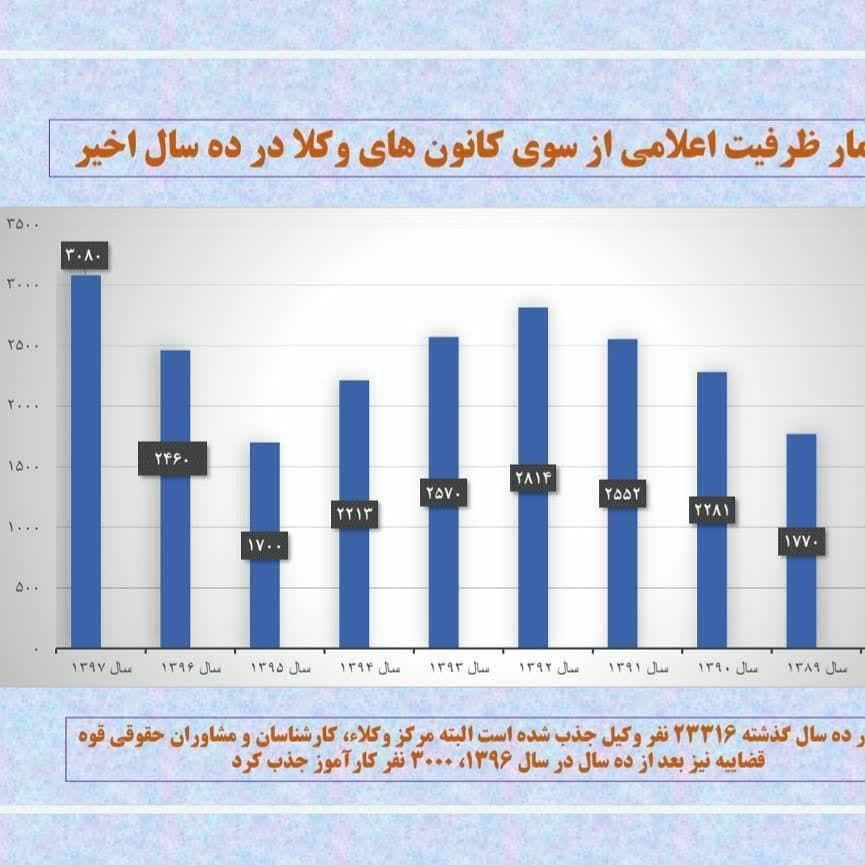 ظرفیت اعلامی از سوی کانون های وکلا در ده سال اخیر
۳۵۰۰
۳۰۰۰
۲۵۰۰
۲۰۰۰
۱۵۰۰
۱۰۰۰
۵۰۰
۰
۳۰۸۰
۲۴۶۰
۱۷۰۰
۲۲۱۳
۲۵۷۰
۲۸۱۴
۲۵۵۲
۲۲۸۱
۱۷۷۰
سال ۱۳۹۷
سال ۱۳۹۶
سال ۱۳۹۵
سال ۱۳۹۴
سال ۱۳۹۳
سال ۱۳۹۲
سال ۱۳۹۱
سال ۱۳۹۰
سال ۱۳۸۹
ده سال گذشته ۲۳۳۱۶ نفر وکیل جذب شده است البته مرکز وکلاء، کارشناسان و مشاوران حقوقی قوه
قضاییه نیز بعد از ده سال در سال ۱۳۹۶، ۳۰۰۰ نفر کارآموز جذب کرد